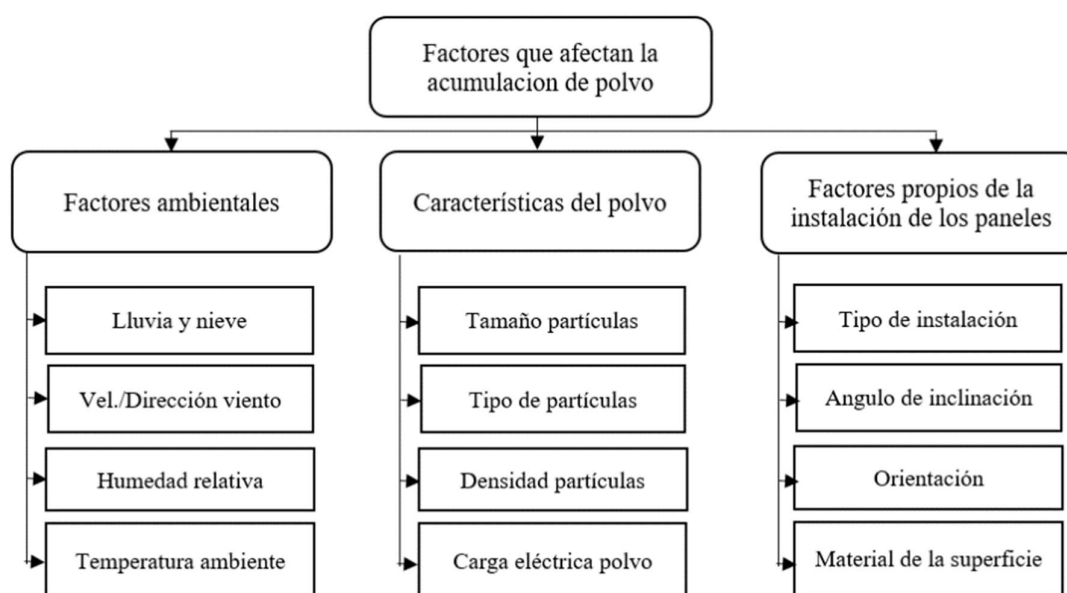 Factores que afectan la
acumulacion de polvo
Factores ambientales
Lluvia y nieve
Vel./Dirección viento
Humedad relativa
Temperatura ambiente
Características del polvo
Tamaño partículas
Tipo de partículas
Densidad partículas
Carga eléctrica polvo
Factores propios de la
instalación de los paneles
Tipo de instalación
Angulo de inclinación
Orientación
Material de la superficie